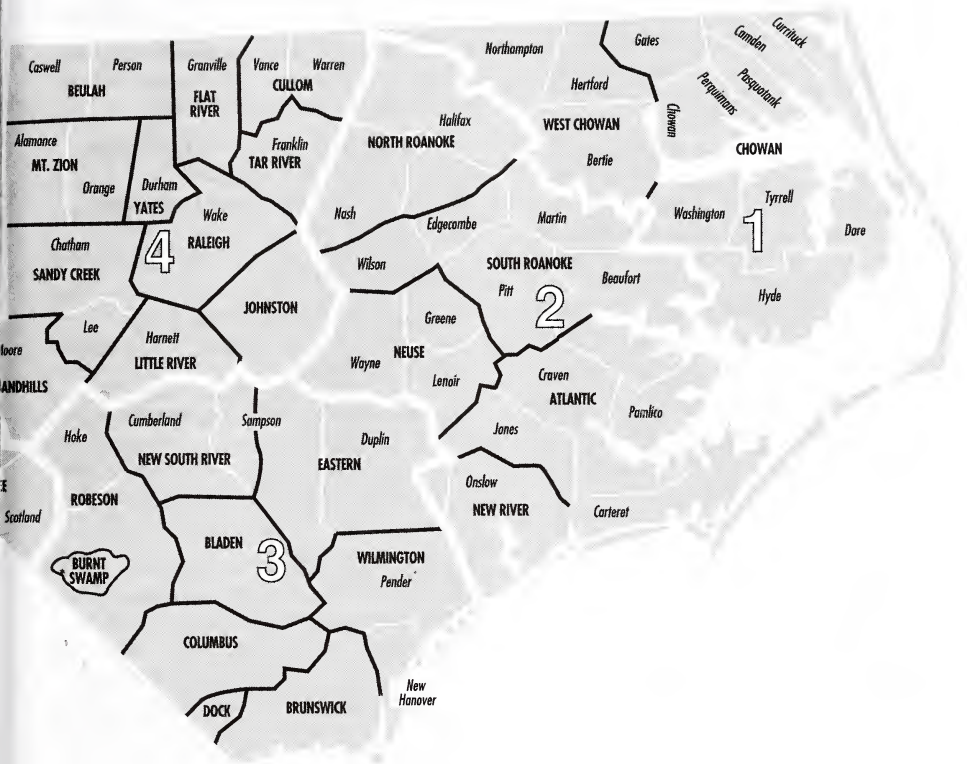 Northampton
Gates
Camden
Currituck
Caswell
Person
BEULAH
Granville
FLAT
RIVER
Vance
Warren
CULLOM
Hertford
Perquimans
Pasquotank
Chowan
Halifax
NORTH ROANOKE
WEST CHOWAN
Bertie
CHOWAN
Alamance
MT. ZION
Orange
Durham
YATES
Franklin
TAR RIVER
Wake
RALEIGH
4
Nash
Edgecombe
Martin
Washington
Tyrrell
1
Dare
Chatham
SANDY CREEK
Wilson
SOUTH ROANOKE
Pitt
2
Beaufort
Hyde
JOHNSTON
Greene
Lee
Harnett
LITTLE RIVER
Wayne
NEUSE
Lenoir
Craven
ATLANTIC
Pamlico
oore
ANDHILLS
Hoke
Cumberland
Sampson
NEW SOUTH RIVER
Duplin
EASTERN
Jones
Onslow
NEW RIVER
Carteret
E
Scotland
ROBESON
BLADEN
3
BURNT
SWAMP
WILMINGTON
Pender
COLUMBUS
DOCK
BRUNSWICK
New
Hanover